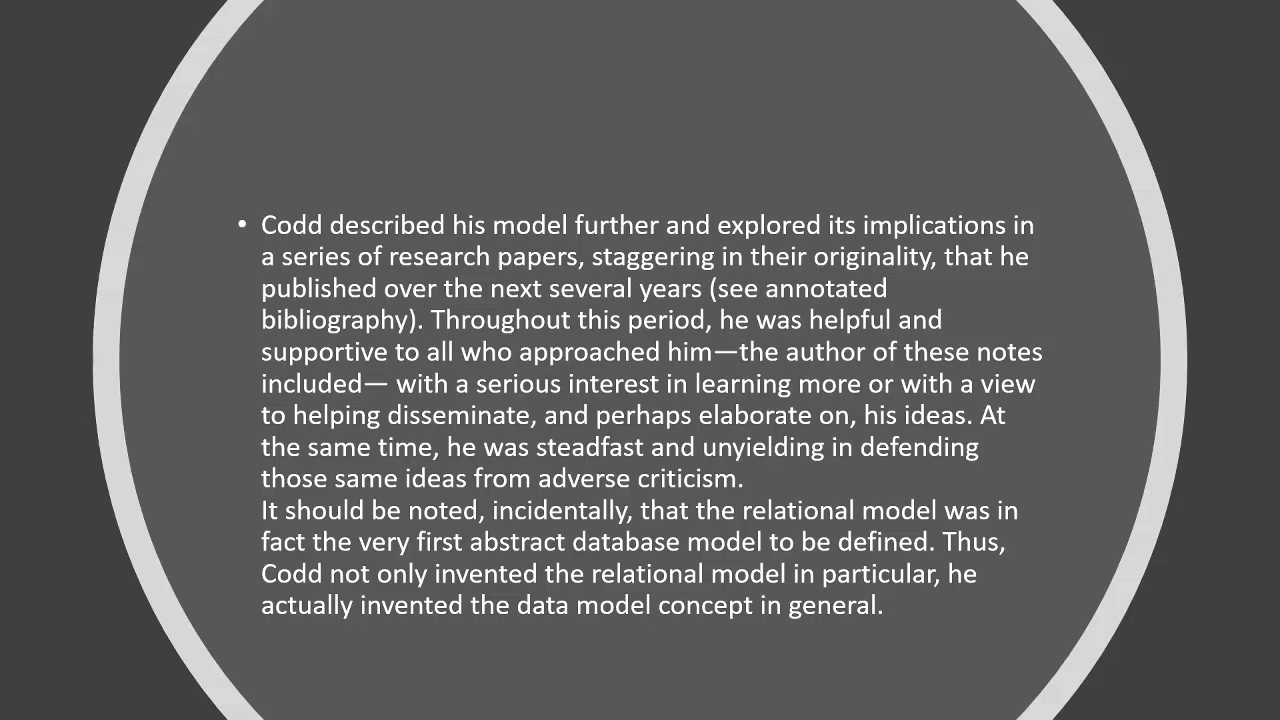 • Codd described his model further and explored its implications in
a series of research papers, staggering in their originality, that he
published over the next several years (see annotated
bibliography). Throughout this period, he was helpful and
supportive to all who approached him—the author of these notes
included— with a serious interest in learning more or with a view
to helping disseminate, and perhaps elaborate on, his ideas. At
the same time, he was steadfast and unyielding in defending
those same ideas from adverse criticism.
It should be noted, incidentally, that the relational model was in
fact the very first abstract database model to be defined. Thus,
Codd not only invented the relational model in particular, he
actually invented the data model concept in general.